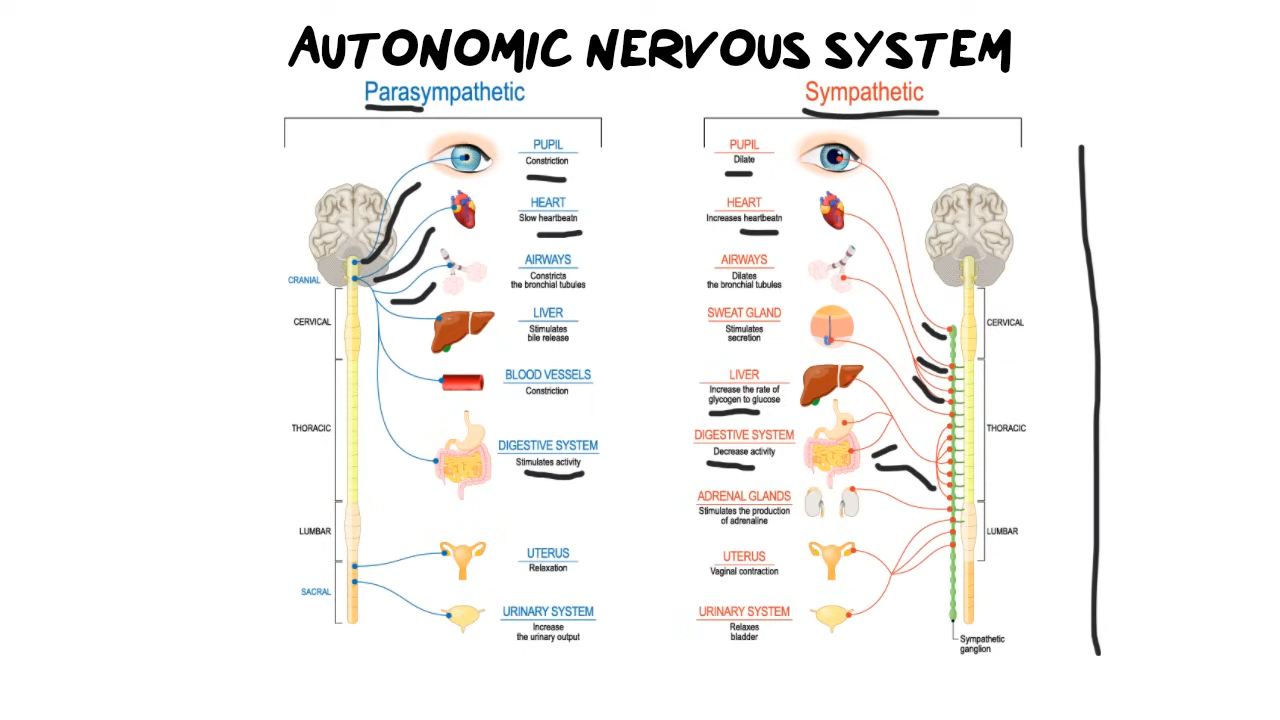 AUTONOMIC NERVOUS SYSTEM
Parasympathetic
PUPIL
Constriction
HEART
Slow heartbeatn
AIRWAYS
Constricts
the bronchial tubules
LIVER
Stimulates
bile release
BLOOD VESSELS
Constriction
DIGESTIVE SYSTEM
Stimulates activity
UTERUS
Relaxation
URINARY SYSTEM
Increase
the urinary output
CRANIAL
CERVICAL
THORACIC
LUMBAR
SACRAL
Sympathetic
PUPIL
Dilate
HEART
Increases heartbeatn
AIRWAYS
Dilates
the bronchial tubules
SWEAT GLAND
Stimulates
secretion
LIVER
Increase the rate of
glycogen to glucose
DIGESTIVE SYSTEM
Decrease activity
ADRENAL GLANDS
Stimulates the production
of adrenaline
UTERUS
Vaginal contraction
URINARY SYSTEM
Relaxes
bladder
CERVICAL
THORACIC
LUMBAR
Sympathetic
ganglion